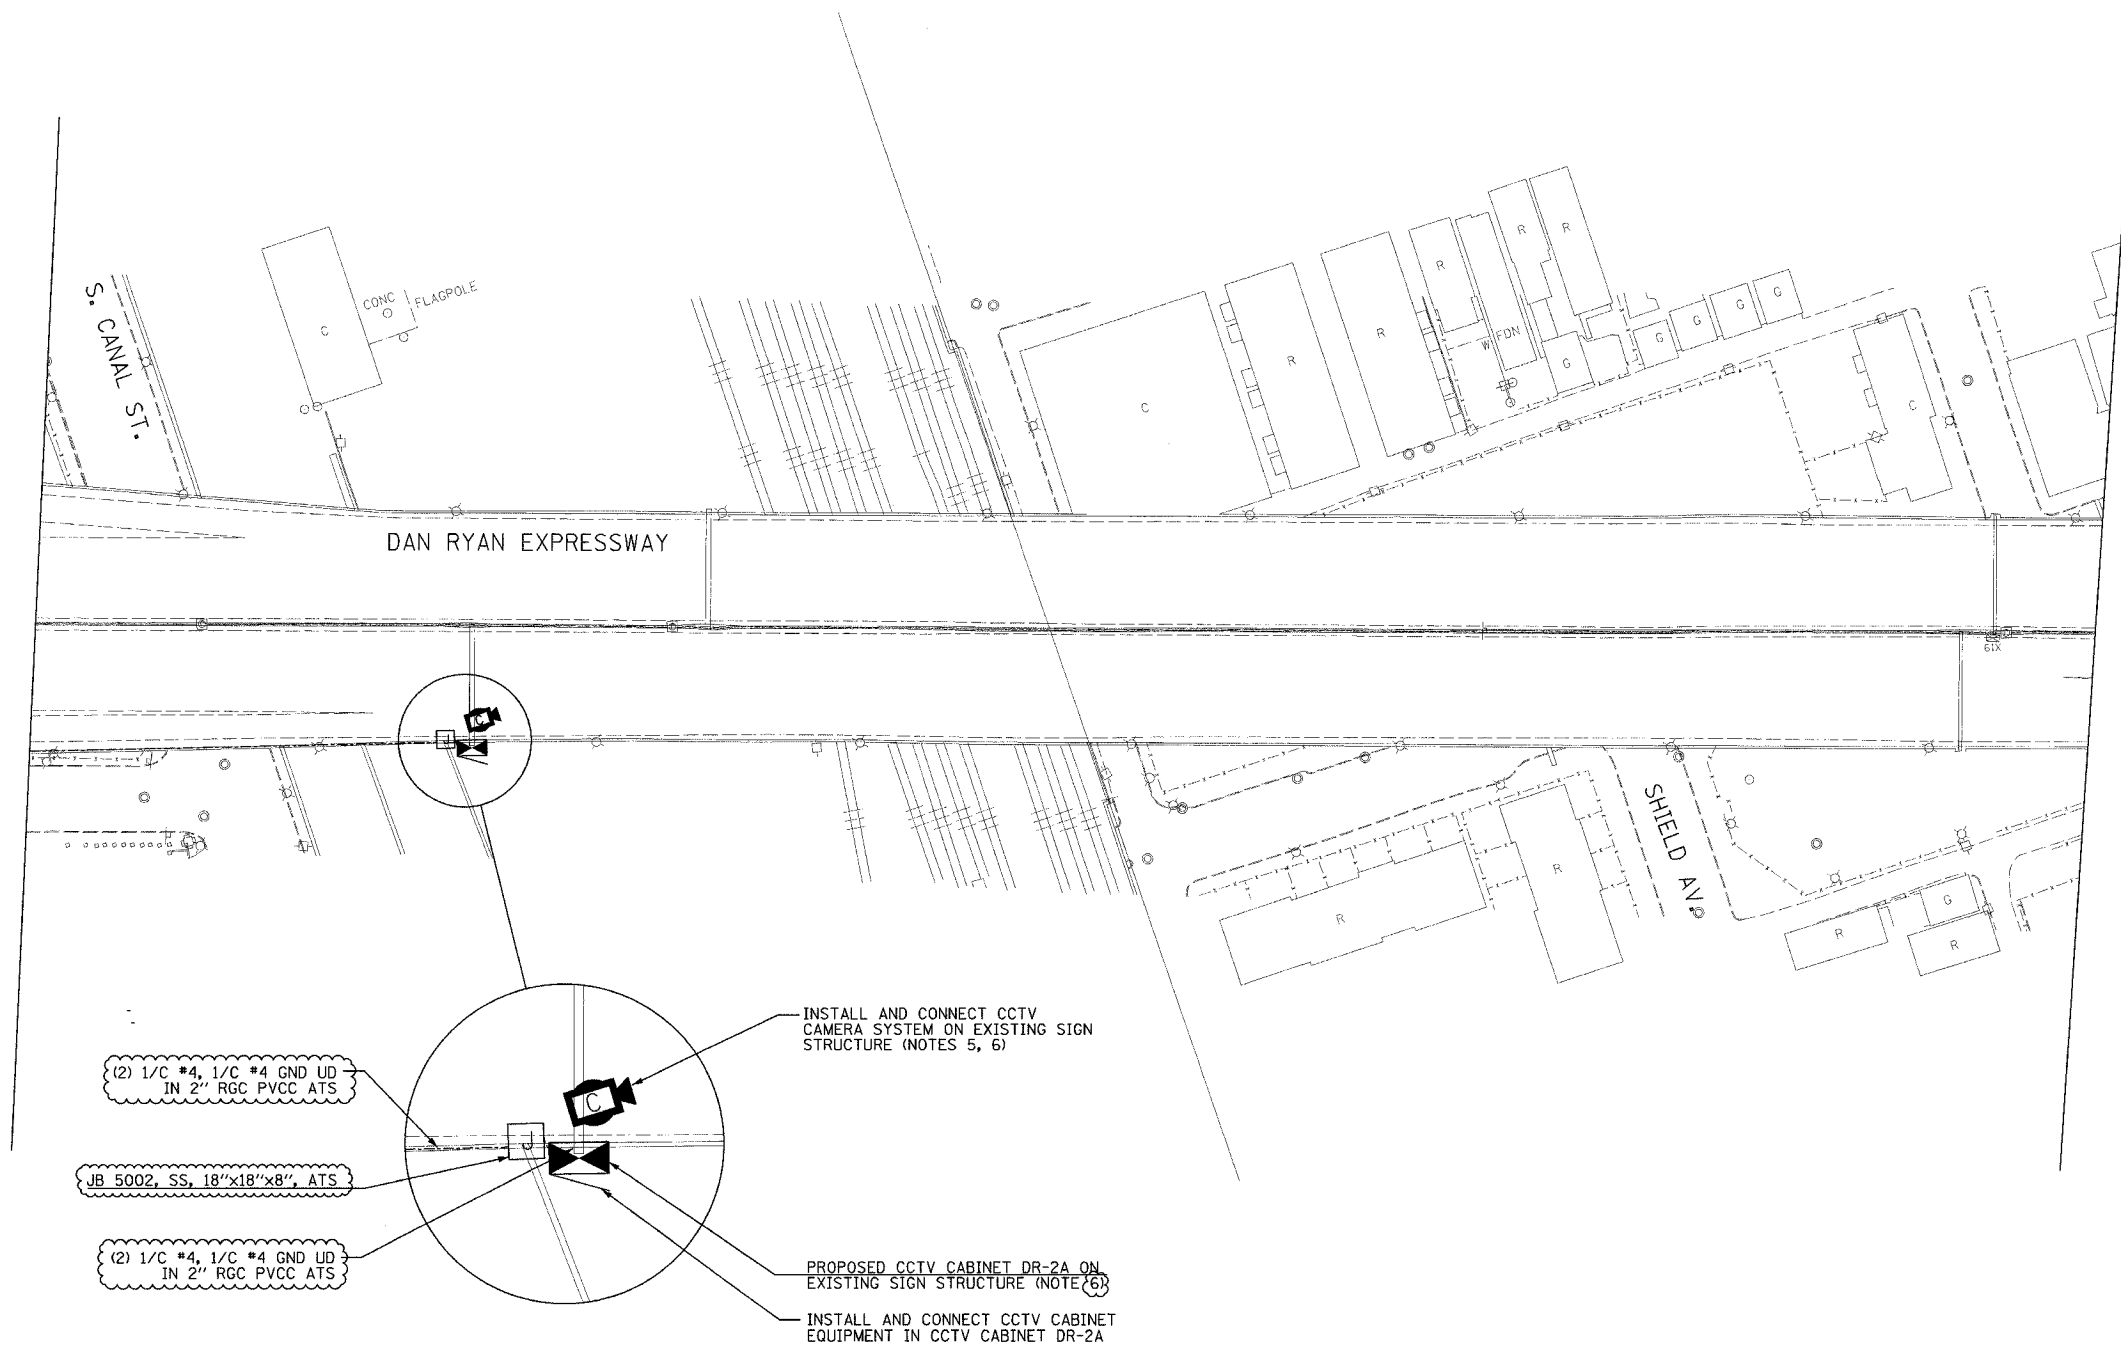 S. CANAL ST.
CONC
FLAGPOLE
C
C
R
R
R
W/FDN
R
R
G
G
G
G
G
C
DAN RYAN EXPRESSWAY
X19
C
J
SHIELD AV.
R
R
R
G
R
INSTALL AND CONNECT CCTV
CAMERA SYSTEM ON EXISTING SIGN
STRUCTURE (NOTES 5, 6)
(2) 1/C #4, 1/C #4 GND UD
IN 2" RGC PVCC ATS
C
J
JB 5002, SS, 18"x18"x8", ATS
(2) 1/C #4, 1/C #4 GND UD
IN 2" RGC PVCC ATS
PROPOSED CCTV CABINET DR-2A ON
EXISTING SIGN STRUCTURE (NOTE 6)
INSTALL AND CONNECT CCTV CABINET
EQUIPMENT IN CCTV CABINET DR-2A